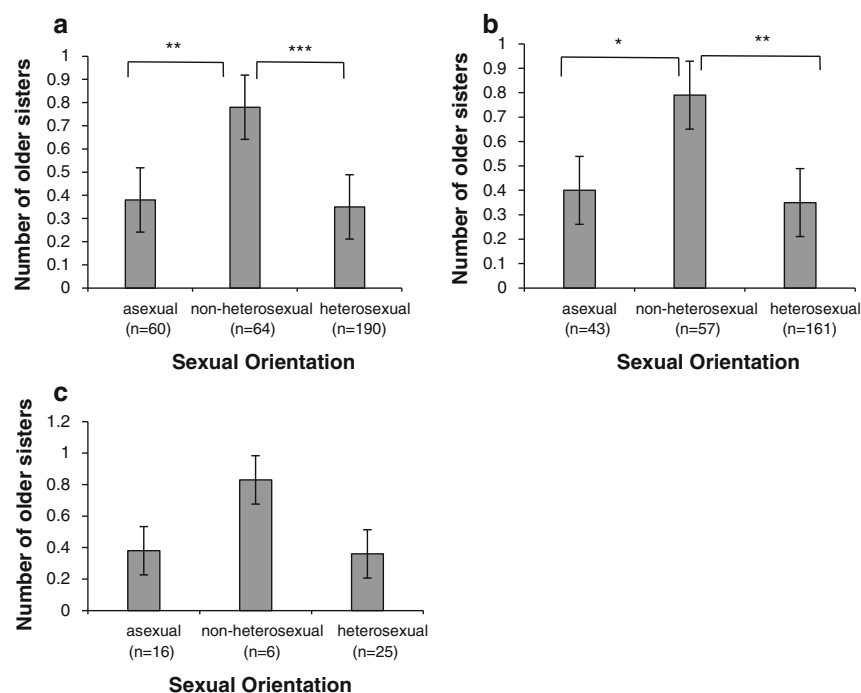 a
** ***
1
0.9
0.8
0.7
0.6
0.5
0.4
0.3
0.2
0.1
0
Number of older sisters
asexual non-heterosexual heterosexual
(n=60) (n=64) (n=190)
Sexual Orientation
b
* **
1
0.9
0.8
0.7
0.6
0.5
0.4
0.3
0.2
0.1
0
Number of older sisters
asexual non-heterosexual heterosexual
(n=43) (n=57) (n=161)
Sexual Orientation
c
1.2
1
0.8
0.6
0.4
0.2
0
Number of older sisters
asexual non-heterosexual heterosexual
(n=16) (n=6) (n=25)
Sexual Orientation